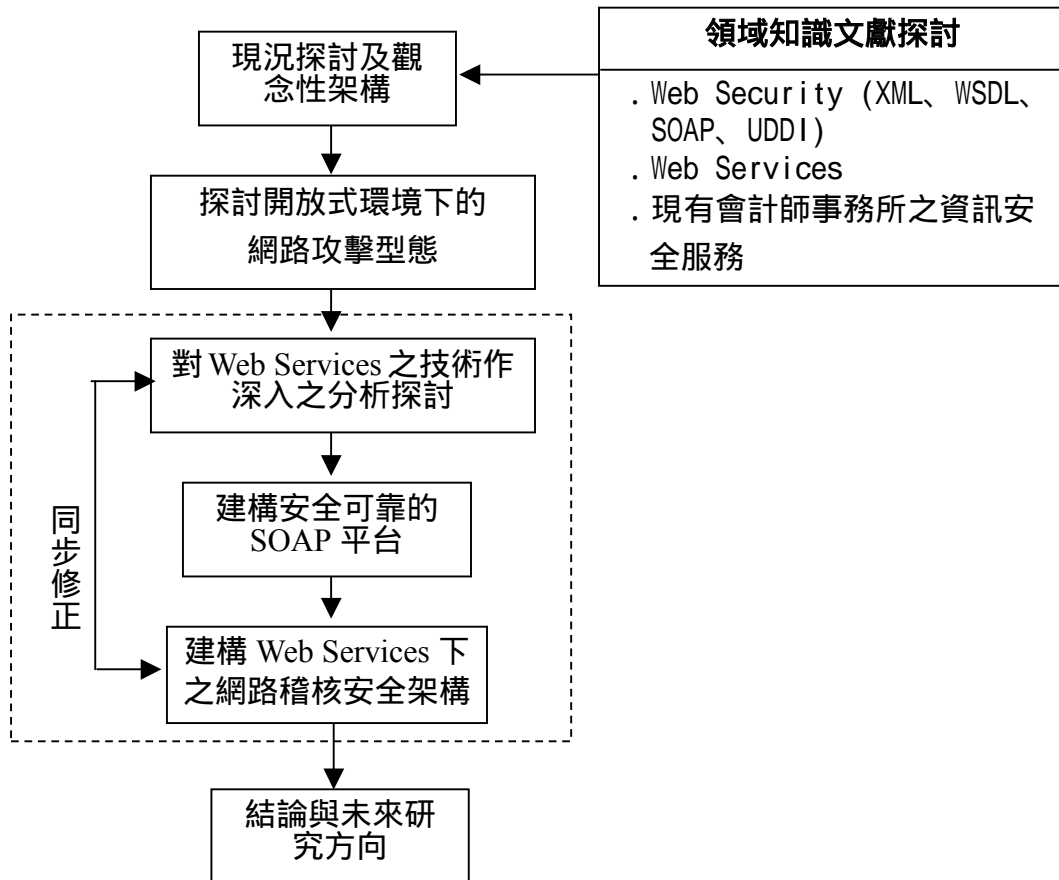 現況探討及觀
念性架構
領域知識文獻探討
. Web Security (XML、WSDL、
SOAP、UDDI)
. Web Services
. 現有會計師事務所之資訊安
全服務
探討開放式環境下的
網路攻擊型態
對 Web Services 之技術作
深入之分析探討
建構安全可靠的
SOAP 平台
同步修正
建構 Web Services 下
之網路稽核安全架構
結論與未來研
究方向